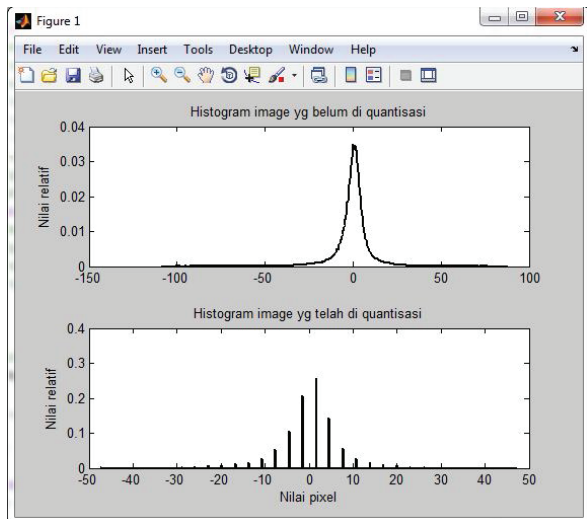 Figure 1
File Edit View Insert Tools Desktop Window Help
Histogram image yg belum di quantisasi
0.04
0.03
0.02
0.01
0
Nilai relatif
-150 -100 -50 0 50 100
Histogram image yg telah di quantisasi
0.4
0.3
0.2
0.1
0
Nilai relatif
-50 -40 -30 -20 -10 0 10 20 30 40 50
Nilai pixel